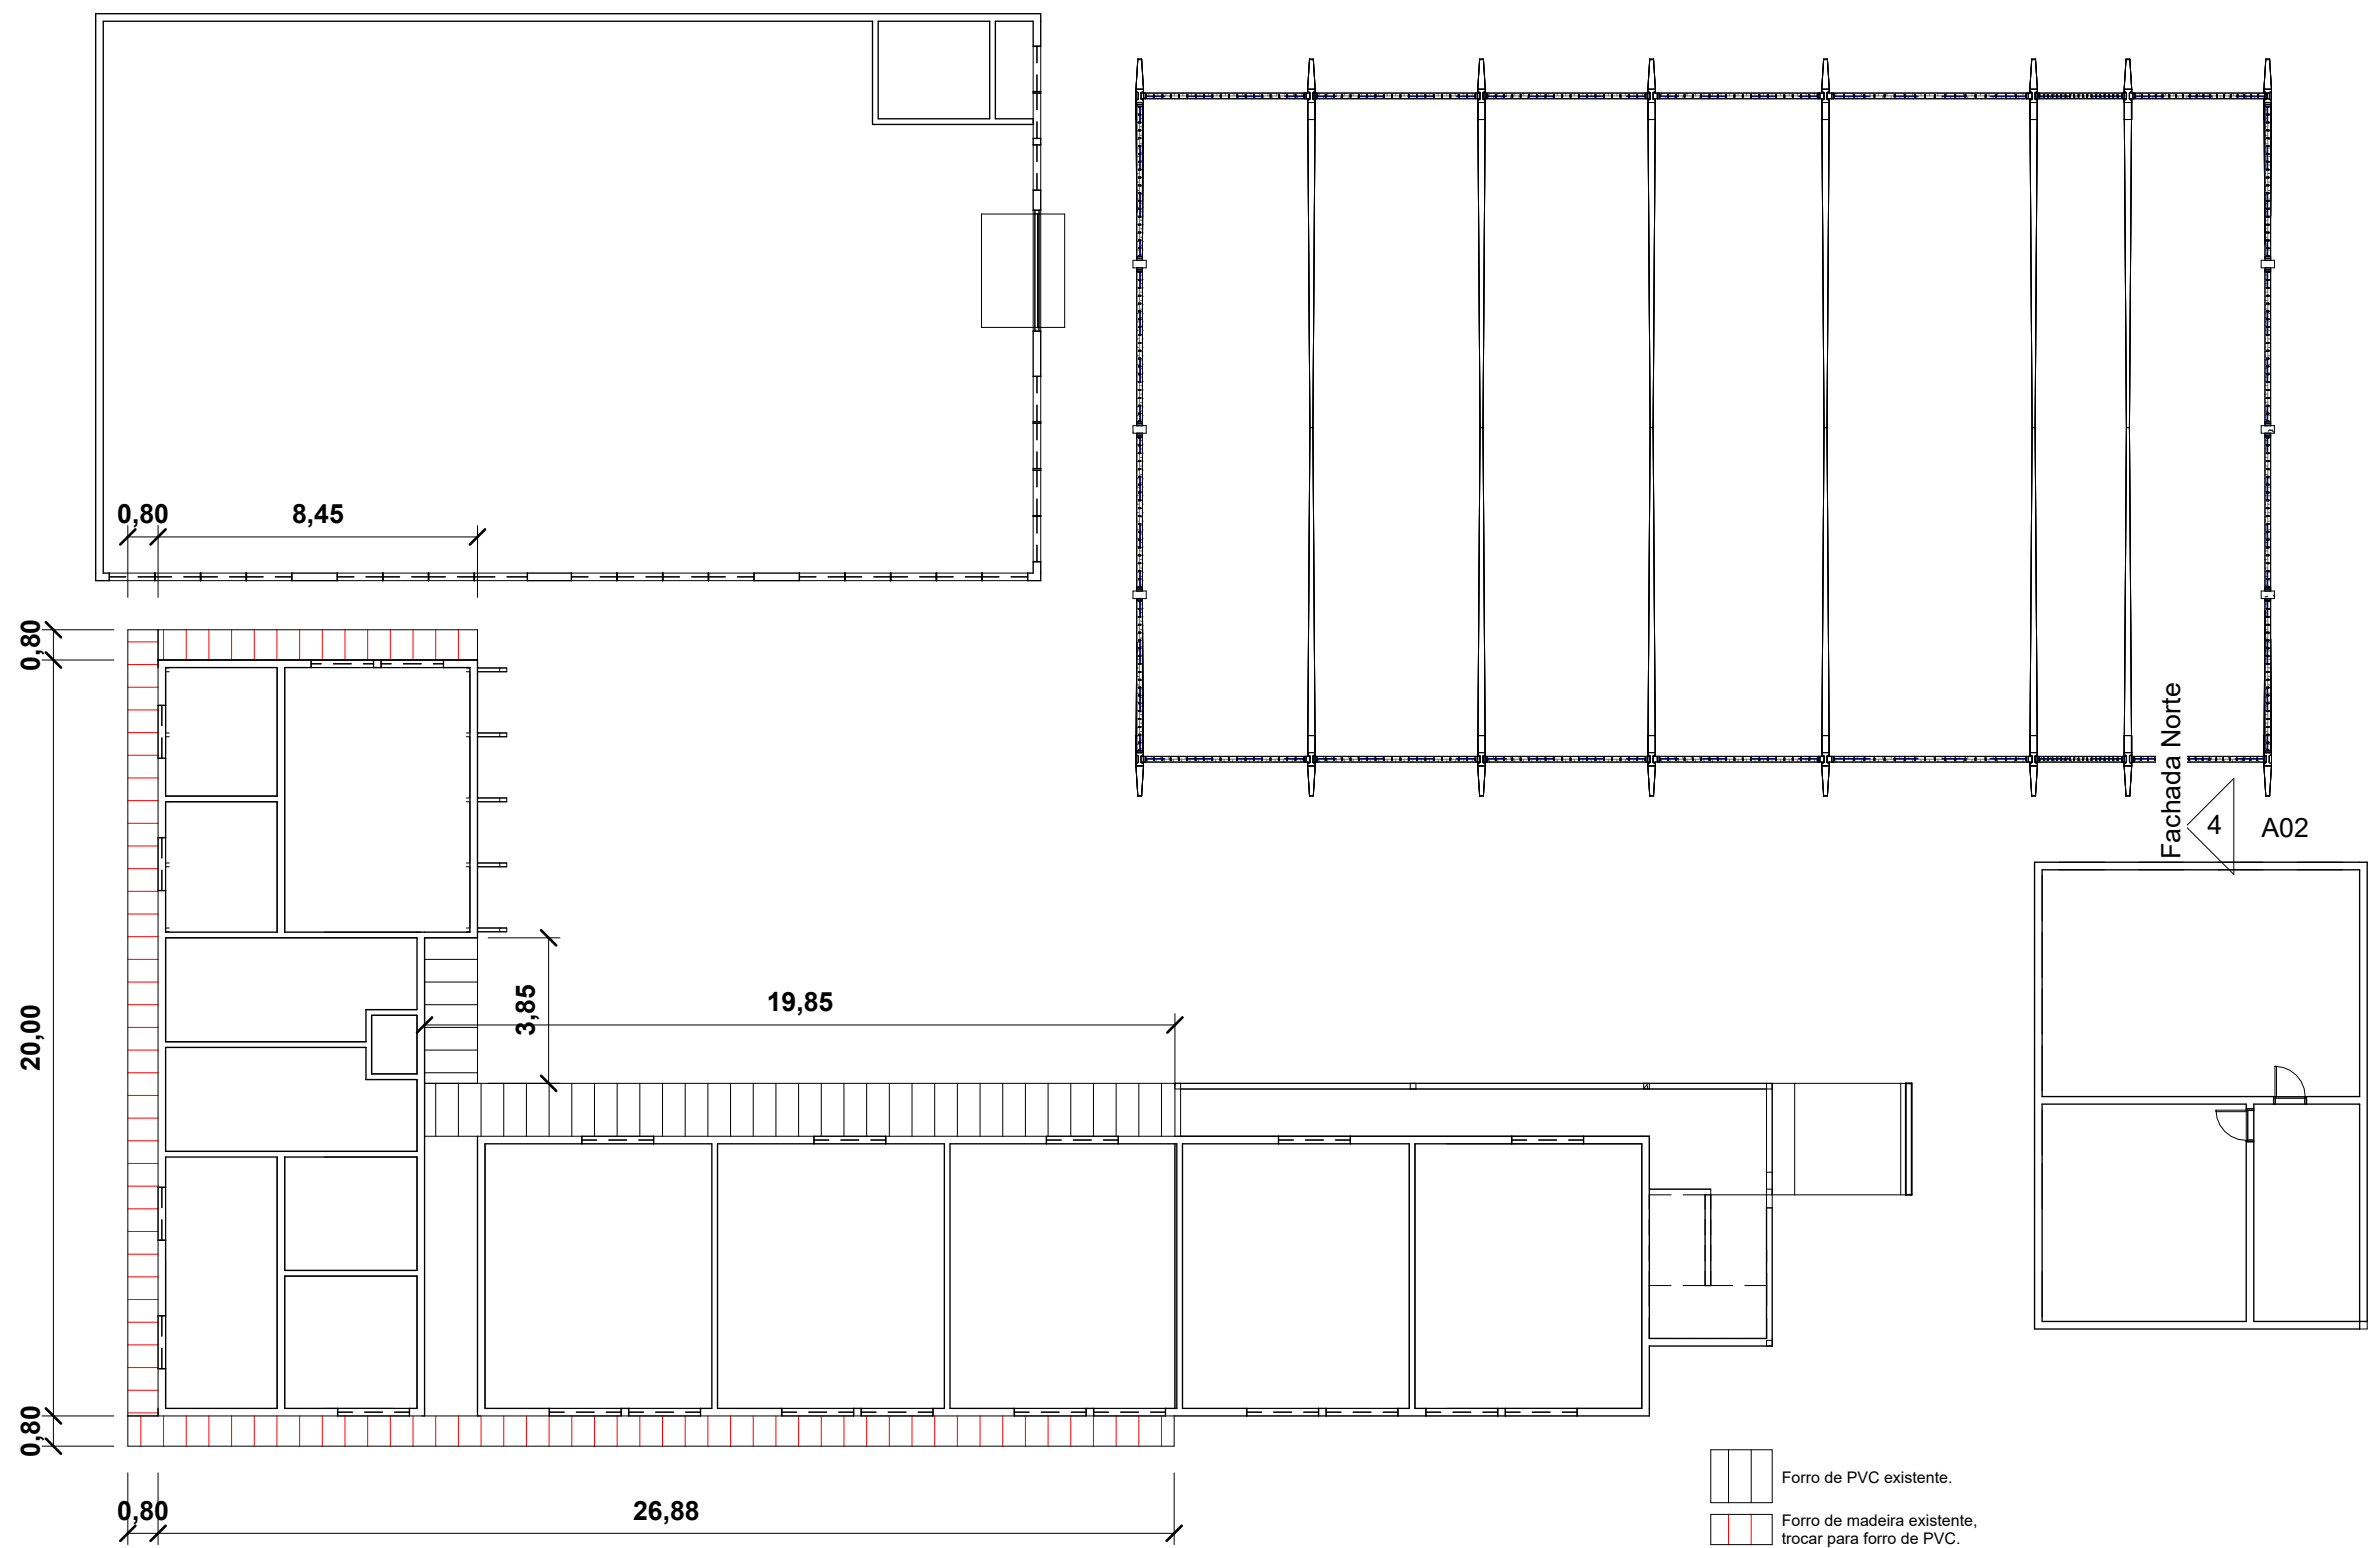 0,80
8,45
0,80
Fachada Norte
4
A02
3,85
19,85
20,00
0,80
0,80
26,88
Forro de PVC existente.
Forro de madeira existente,
trocar para forro de PVC.